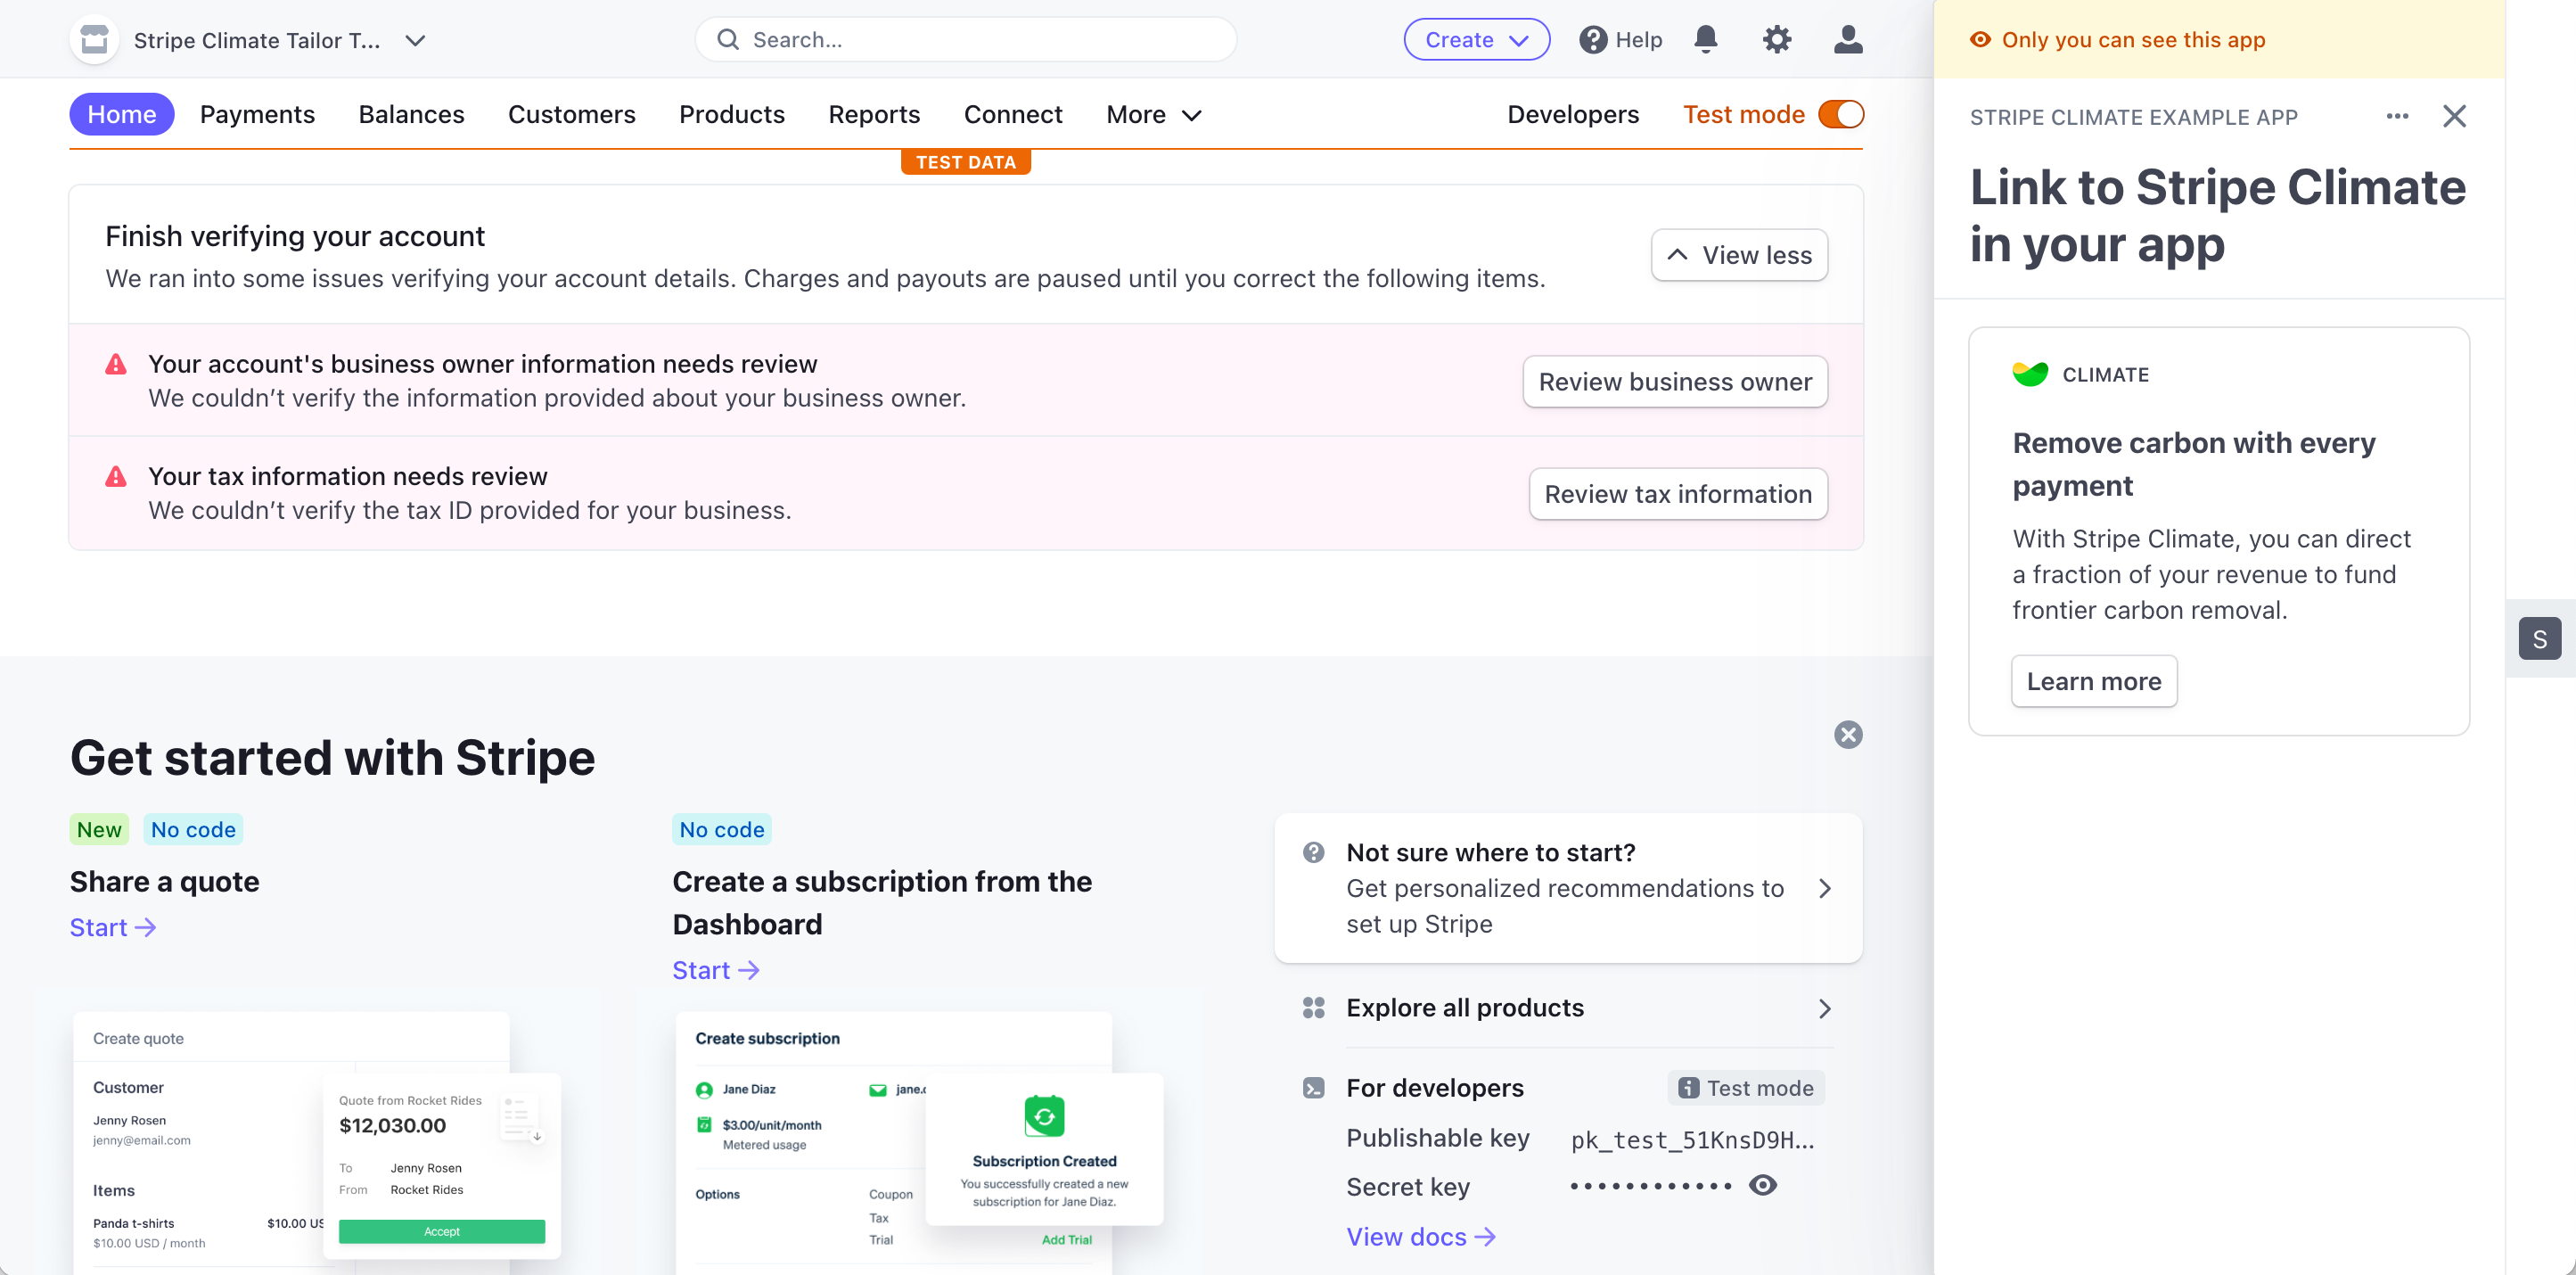 Stripe Climate Tailor T...
Search...
Create
Help
Home
Payments
Balances
Customers
Products
Reports
Connect
More
Developers
Test mode
TEST DATA
Finish verifying your account
We ran into some issues verifying your account details. Charges and payouts are paused until you correct the following items.
View less
Your account's business owner information needs review
We couldn’t verify the information provided about your business owner.
Review business owner
Your tax information needs review
We couldn’t verify the tax ID provided for your business.
Review tax information
Get started with Stripe
New
No code
Share a quote
Start
Create quote
Customer
Jenny Rosen
jenny@email.com
Items
Panda t-shirts
$10.00 US
$10.00 USD / month
Quote from Rocket Rides
$12,030.00
To
Jenny Rosen
From
Rocket Rides
Accept
No code
Create a subscription from the
Dashboard
Start
Create subscription
Jane Diaz
jane.
$3.00/unit/month
Metered usage
Options
Coupon
Tax
Trial
Add Trial
Subscription Created
You successfully created a new
subscription for Jane Diaz.
Not sure where to start?
Get personalized recommendations to
set up Stripe
Explore all products
For developers
Test mode
Publishable key
pk_test_51KnsD9H...
Secret key
••••••••••••
View docs
Only you can see this app
STRIPE CLIMATE EXAMPLE APP
Link to Stripe Climate
in your app
CLIMATE
Remove carbon with every
payment
With Stripe Climate, you can direct
a fraction of your revenue to fund
frontier carbon removal.
Learn more
S